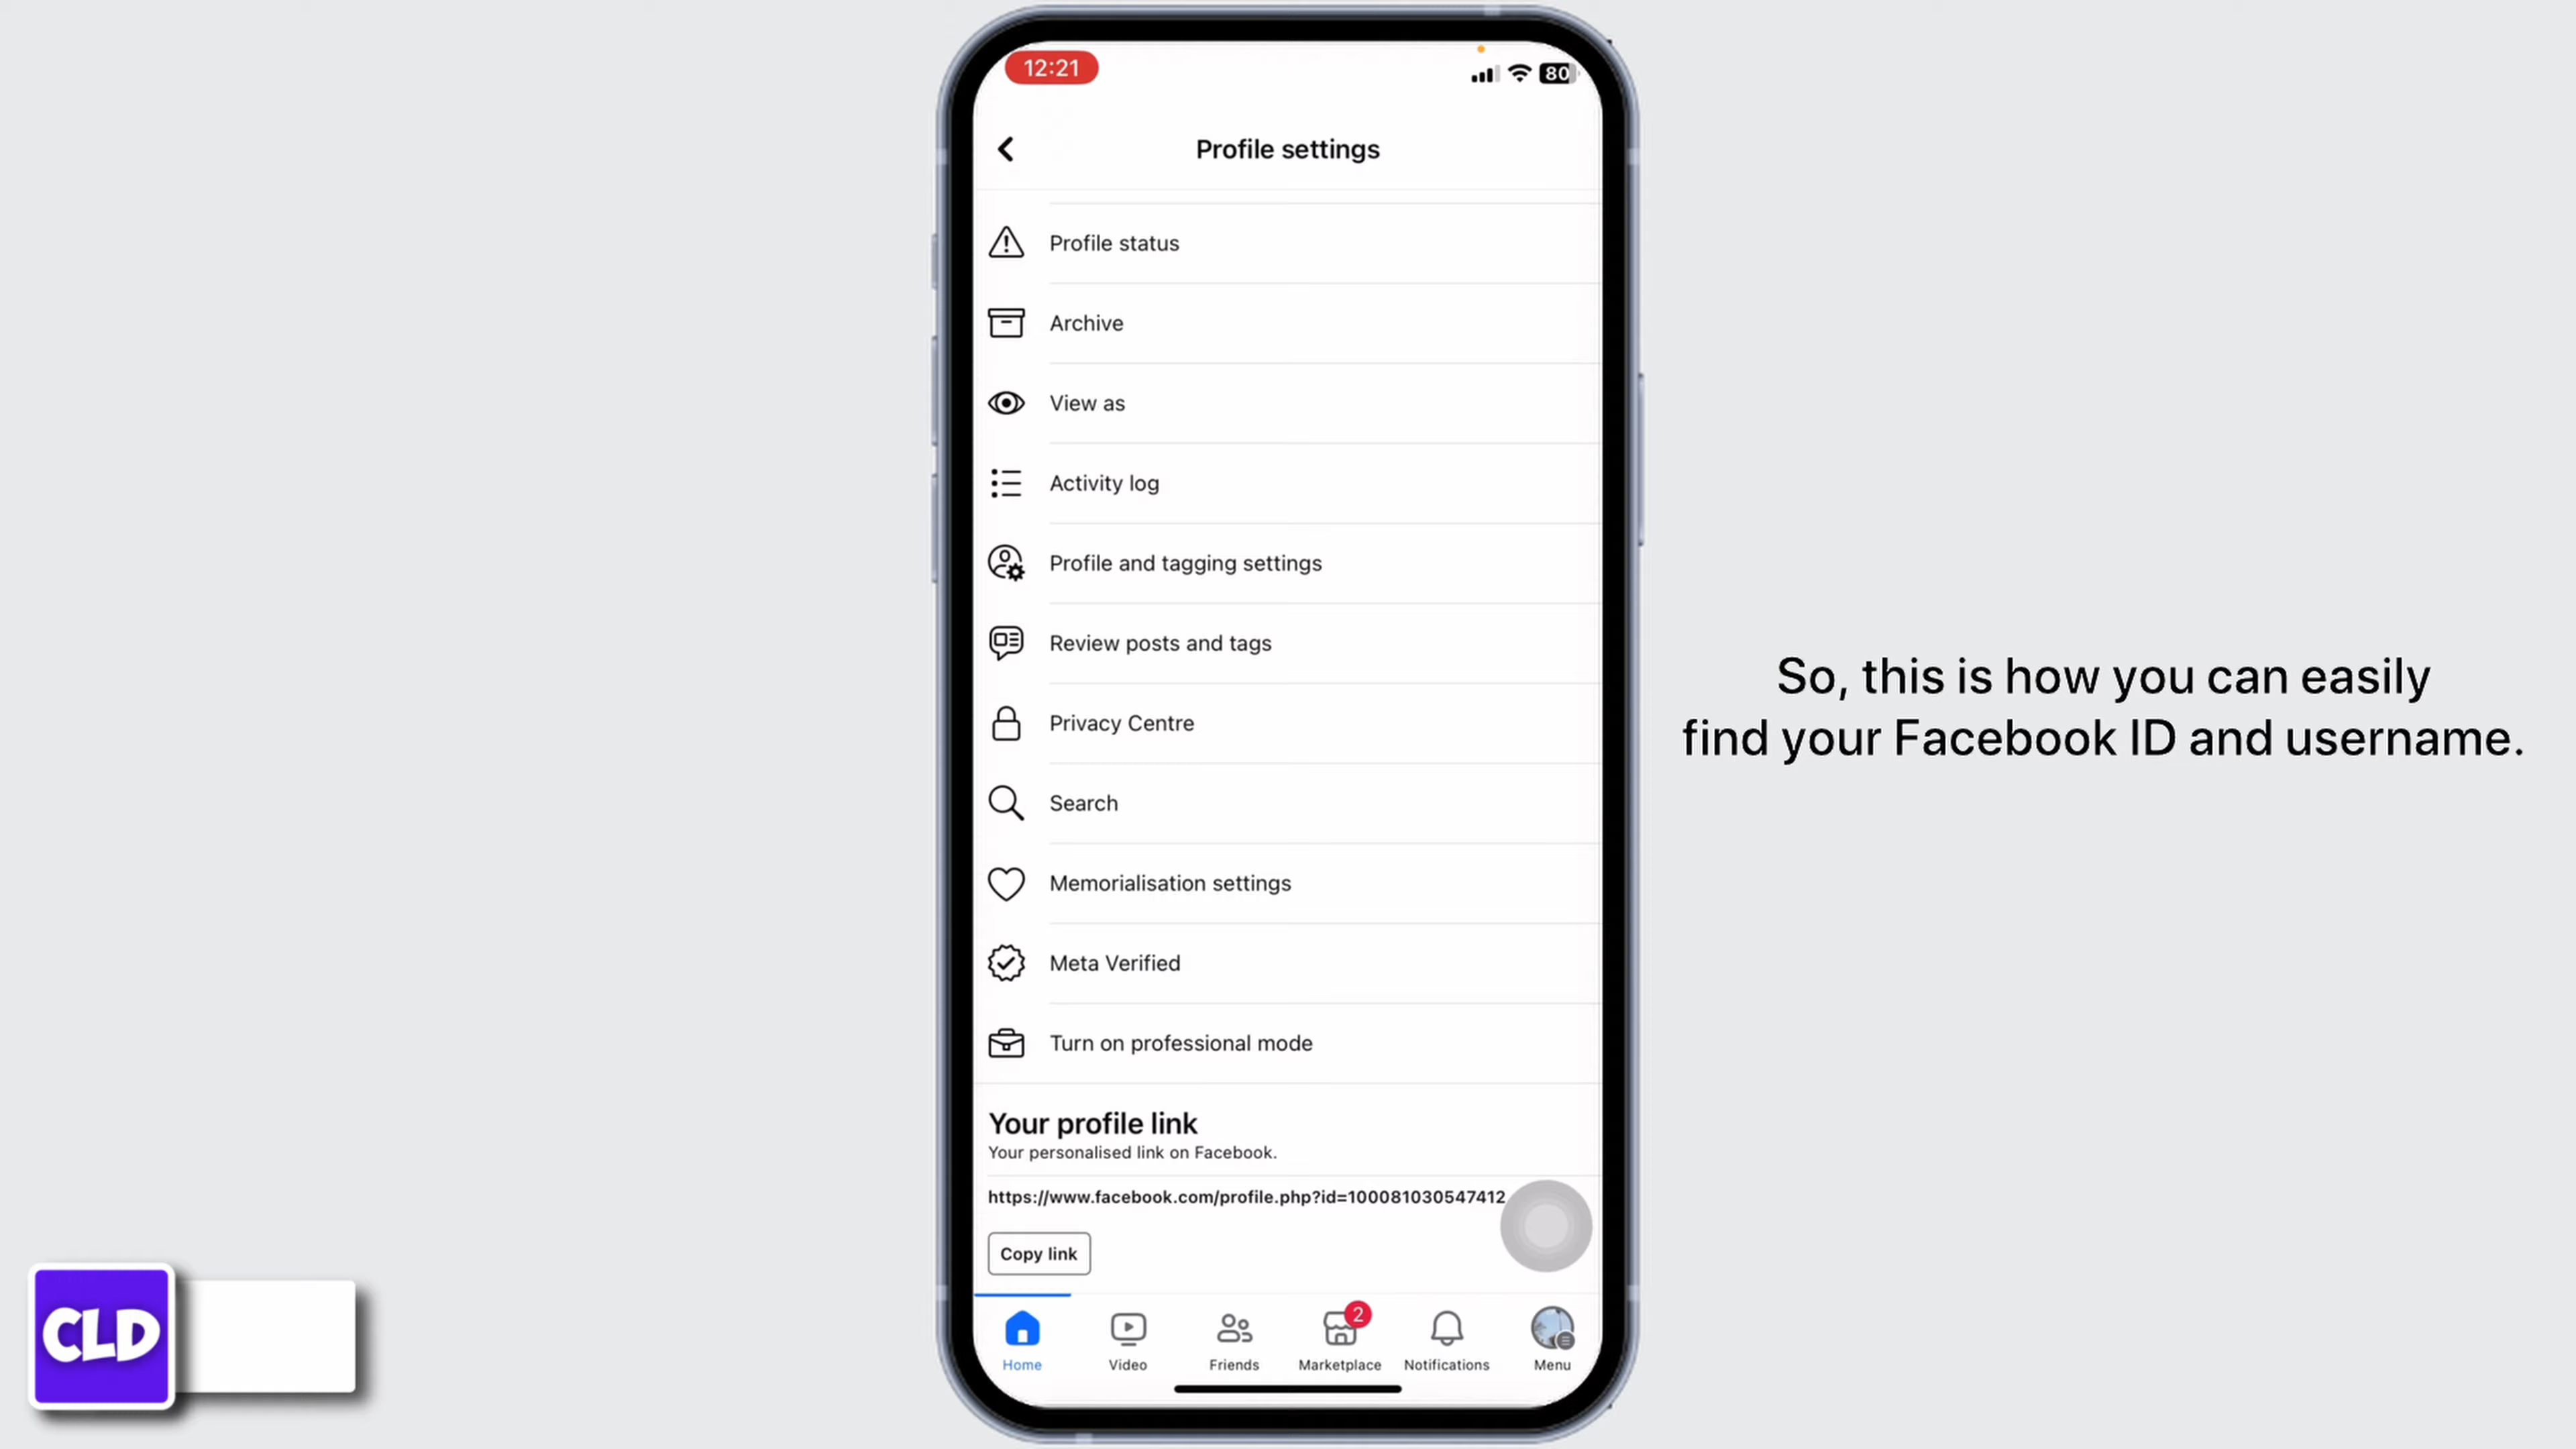 12:21
80
Profile settings
Profile status
Archive
View as
Activity log
Profile and tagging settings
Review posts and tags
Privacy Centre
Search
Memorialisation settings
Meta Verified
Turn on professional mode
Your profile link
Your personalised link on Facebook.
https://www.facebook.com/profile.php?id=100081030547412
Copy link
2
Home
Video
Friends
Marketplace
Notifications
Menu
So, this is how you can easily
find your Facebook ID and username.
CLD